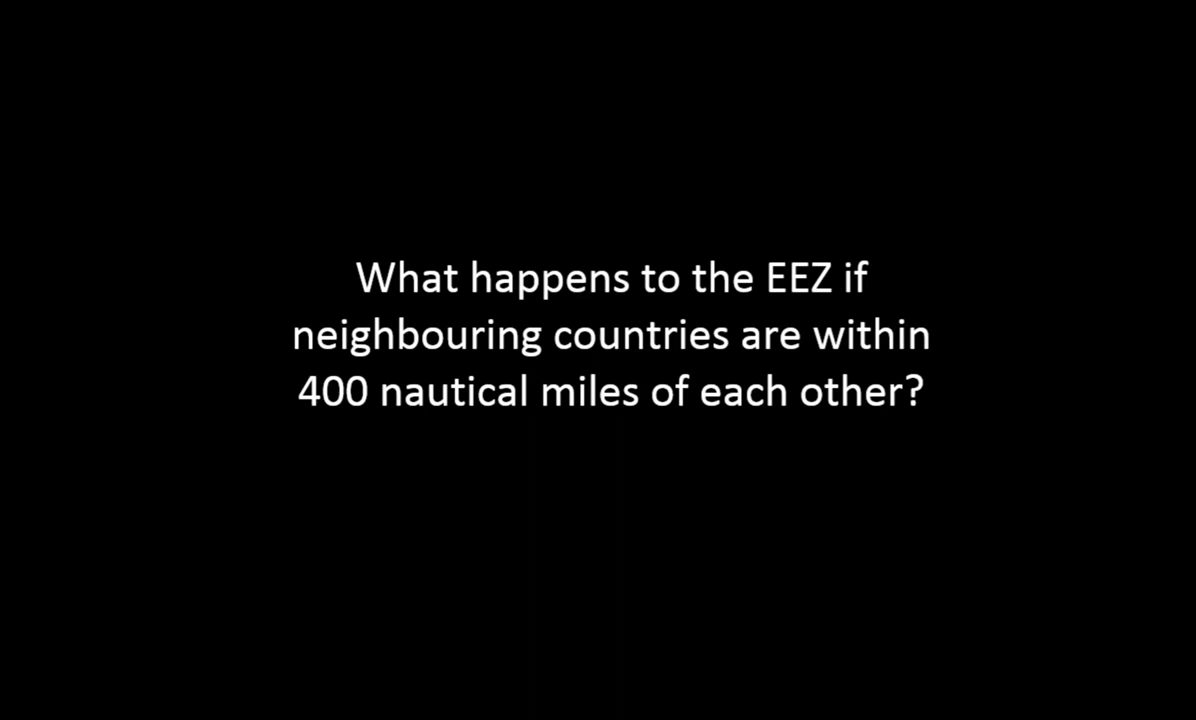 What happens to the EEZ if
neighbouring countries are within
400 nautical miles of each other?